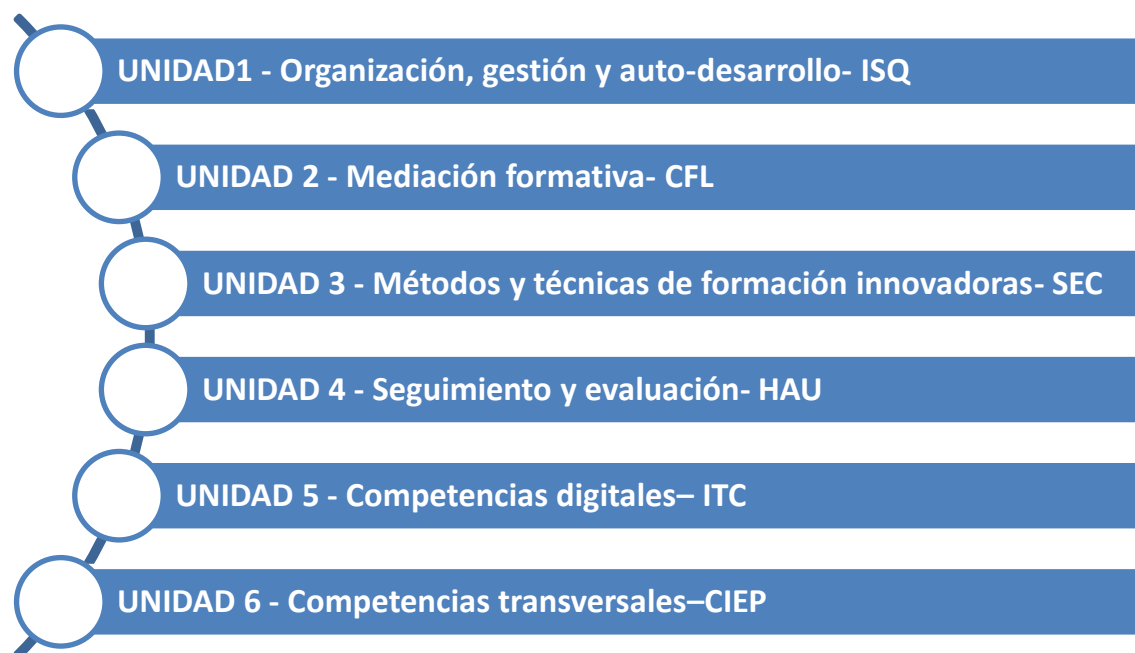 UNIDAD1 - Organización, gestión y auto-desarrollo- ISQ
UNIDAD 2 - Mediación formativa- CFL
UNIDAD 3 - Métodos y técnicas de formación innovadoras- SEC
UNIDAD 4 - Seguimiento y evaluación- HAU
UNIDAD 5 - Competencias digitales– ITC
UNIDAD 6 - Competencias transversales–CIEP